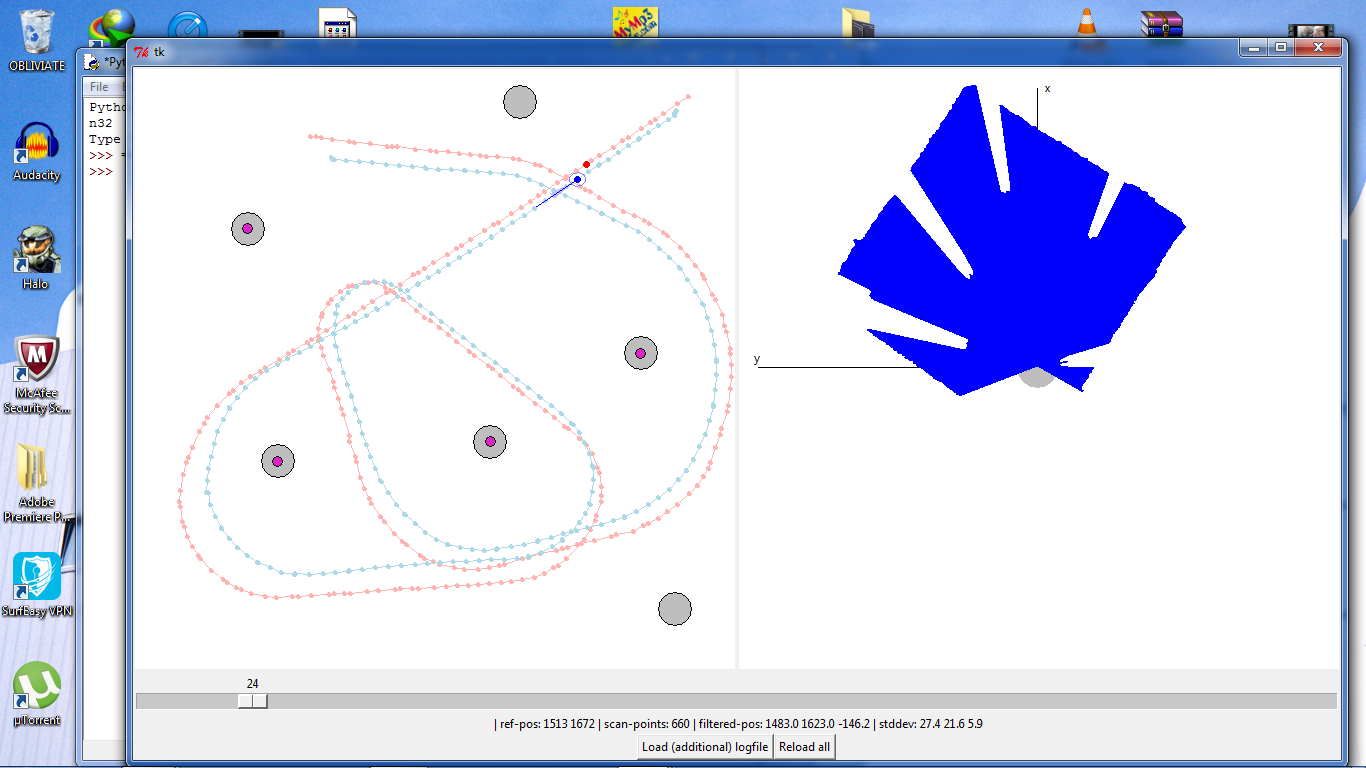 OBLIVIATE
Audacity
Halo
McAfee
Security Sc...
Adobe
Premiere P...
SurfEasy VPN
µTorrent
MyMp3
*Pyt
File
Pytho
n32
Type
>>> =
>>>
tk
x
y
24
| ref-pos: 1513 1672 | scan-points: 660 | filtered-pos: 1483.0 1623.0 -146.2 | stddev: 27.4 21.6 5.9
Load (additional) logfile
Reload all